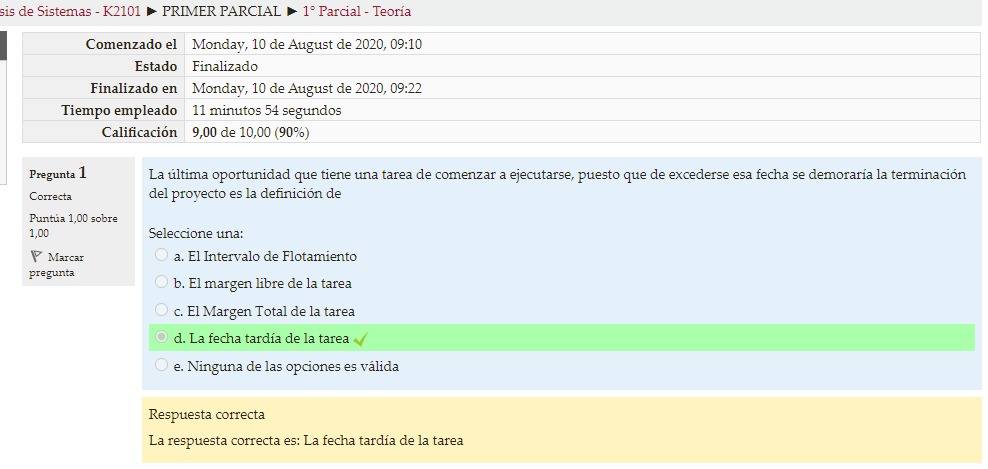 sis de Sistemas - K2101 ► PRIMER PARCIAL ► 1° Parcial - Teoría
Comenzado el Monday, 10 de August de 2020, 09:10
Estado Finalizado
Finalizado en Monday, 10 de August de 2020, 09:22
Tiempo empleado 11 minutos 54 segundos
Calificación 9,00 de 10,00 (90%)
Pregunta 1
Correcta
Puntúa 1,00 sobre
1,00
Marcar
pregunta
La última oportunidad que tiene una tarea de comenzar a ejecutarse, puesto que de excederse esa fecha se demoraría la terminación
del proyecto es la definición de
Seleccione una:
a. El Intervalo de Flotamiento
b. El margen libre de la tarea
c. El Margen Total de la tarea
d. La fecha tardía de la tarea
e. Ninguna de las opciones es válida
Respuesta correcta
La respuesta correcta es: La fecha tardía de la tarea